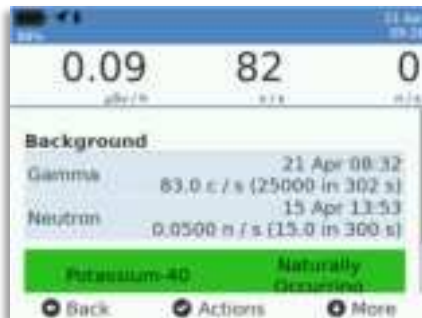 0.09 82 0
µSv/h
Background
21 Apr 08:32
Gamma
83.0 c / s (25000 in 302 s)
15 Apr 13:53
Neutron
0.0500 n / s (15.0 in 300 s)
Potassium-40 Naturally
Occurring
Back Actions More